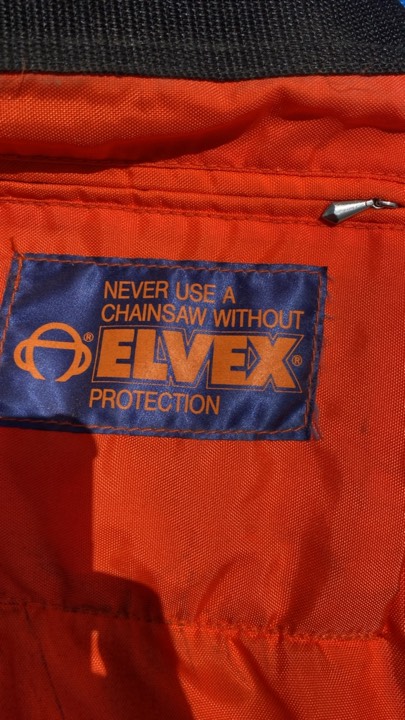 NEVER USE A
CHAINSAW WITHOUT
® ELVEX®
PROTECTION